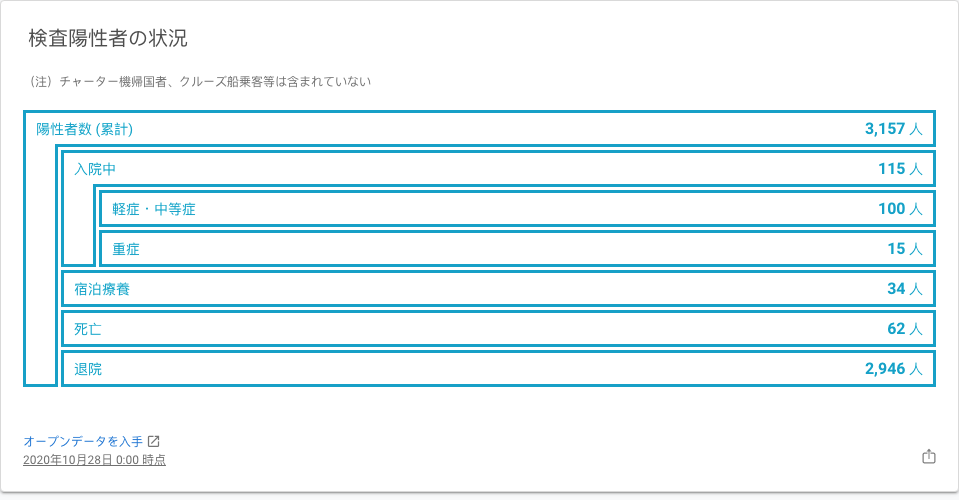 検査陽性者の状況
（注）チャーター機帰国者、クルーズ船乗客等は含まれていない
陽性者数 (累計) 3,157 人
入院中 115 人
軽症・中等症 100 人
重症 15 人
宿泊療養 34 人
死亡 62 人
退院 2,946 人
オープンデータを入手
2020年10月28日 0:00 時点